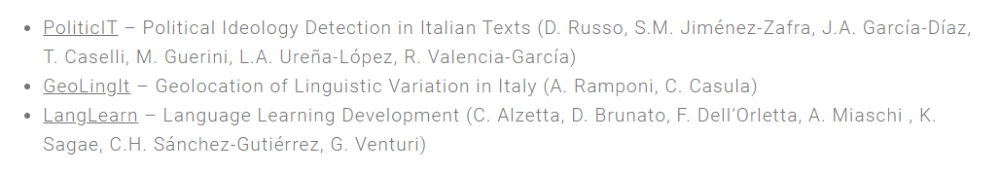 • PoliticIT – Political Ideology Detection in Italian Texts (D. Russo, S.M. Jiménez-Zafra, J.A. García-Díaz,
T. Caselli, M. Guerini, L.A. Ureña-López, R. Valencia-García)
• GeoLingIt – Geolocation of Linguistic Variation in Italy (A. Ramponi, C. Casula)
• LangLearn – Language Learning Development (C. Alzetta, D. Brunato, F. Dell’Orletta, A. Miaschi , K.
Sagae, C.H. Sánchez-Gutiérrez, G. Venturi)